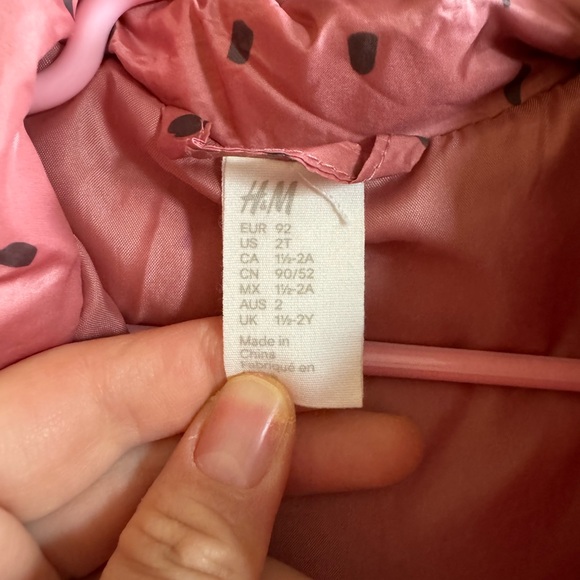 H&M
EUR 92
US 2T
CA 1½-2A
CN 90/52
MX 1½-2A
AUS 2
UK 1½-2Y
Made in
China
Fabriqué en